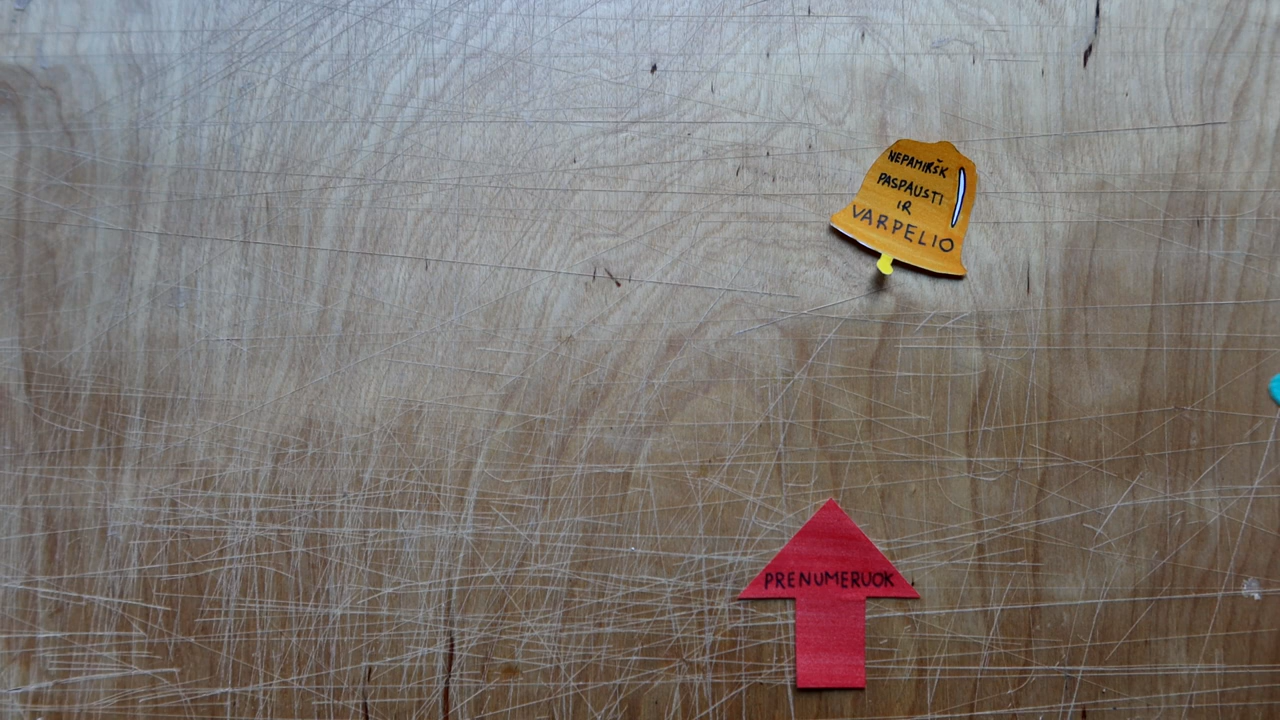 NEPAMIRŠK
PASPAUSTI
IR
VARPELIO
PRENUMERUOK